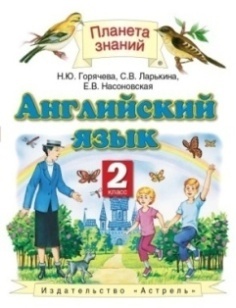 Планета
знаний
Н.Ю. Горячева, С.В. Ларькина,
Е.В. Насоновская
Английский
язык
2
класс
Издательство «Астрель»